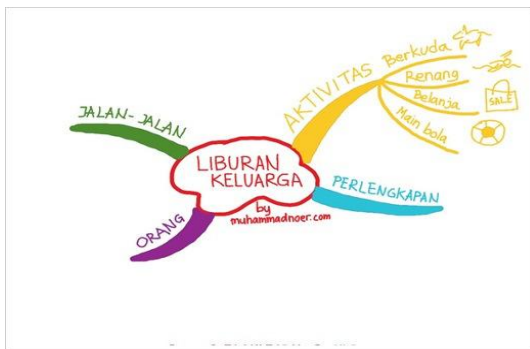 AKTIVITAS
Berkuda
Renang
Belanja
SALE
Main bola
JALAN-JALAN
LIBURAN
KELUARGA
by
muhammadnoer.com
PERLENGKAPAN
ORANG